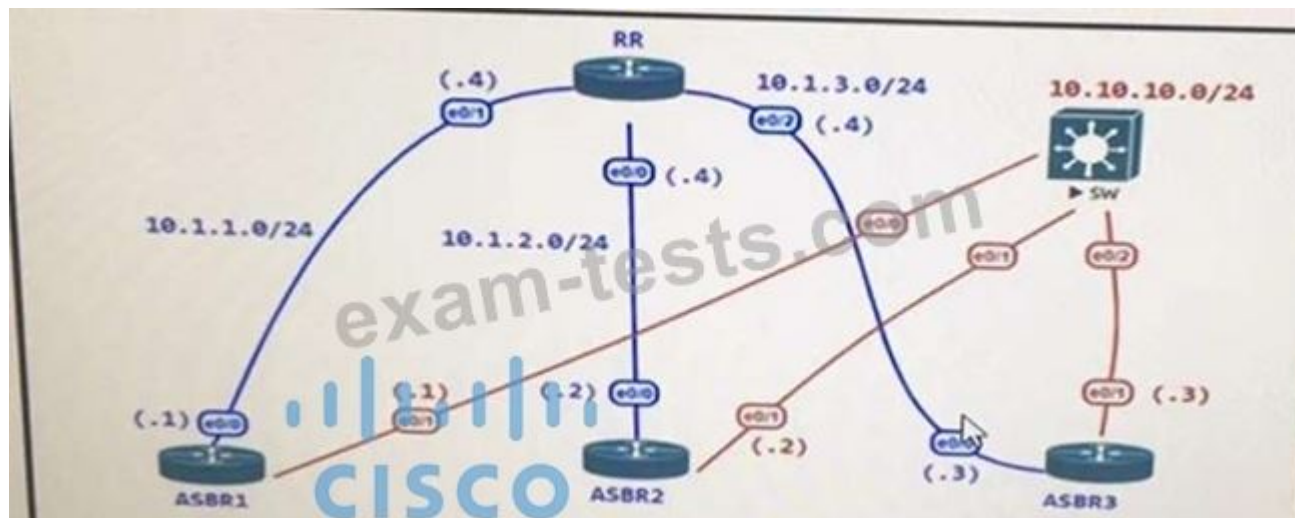 RR
(.4)
10.1.3.0/24
10.10.10.0/24
e0/1
e0/2 (.4)
e0/0 (.4)
▶ SW
10.1.1.0/24
10.1.2.0/24
e0/0
e0/1
e0/2
exam-tests.com
(.1) e0/0
(.1)
e0/1
(.2) e0/0
e0/1
(.2)
e0/1 (.3)
(.3)
ASBR1
CISCO
ASBR2
ASBR3